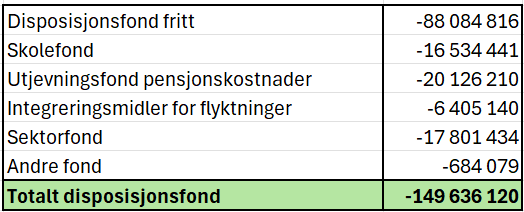 Disposisjonsfond fritt -88 084 816
Skolefond -16 534 441
Utjevningsfond pensjonskostnader -20 126 210
Integreringsmidler for flyktninger -6 405 140
Sektorfond -17 801 434
Andre fond -684 079
Totalt disposisjonsfond -149 636 120